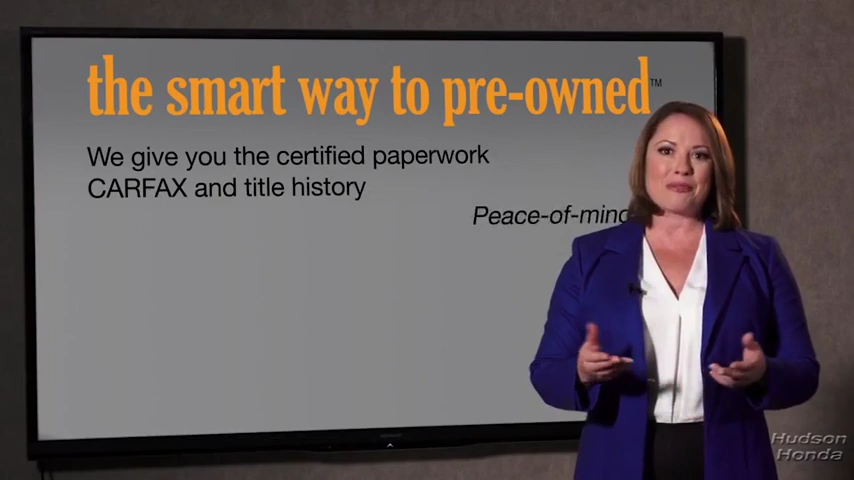 the smart way to pre-owned™
We give you the certified paperwork
CARFAX and title history
Peace-of-mind
Hudson
Honda